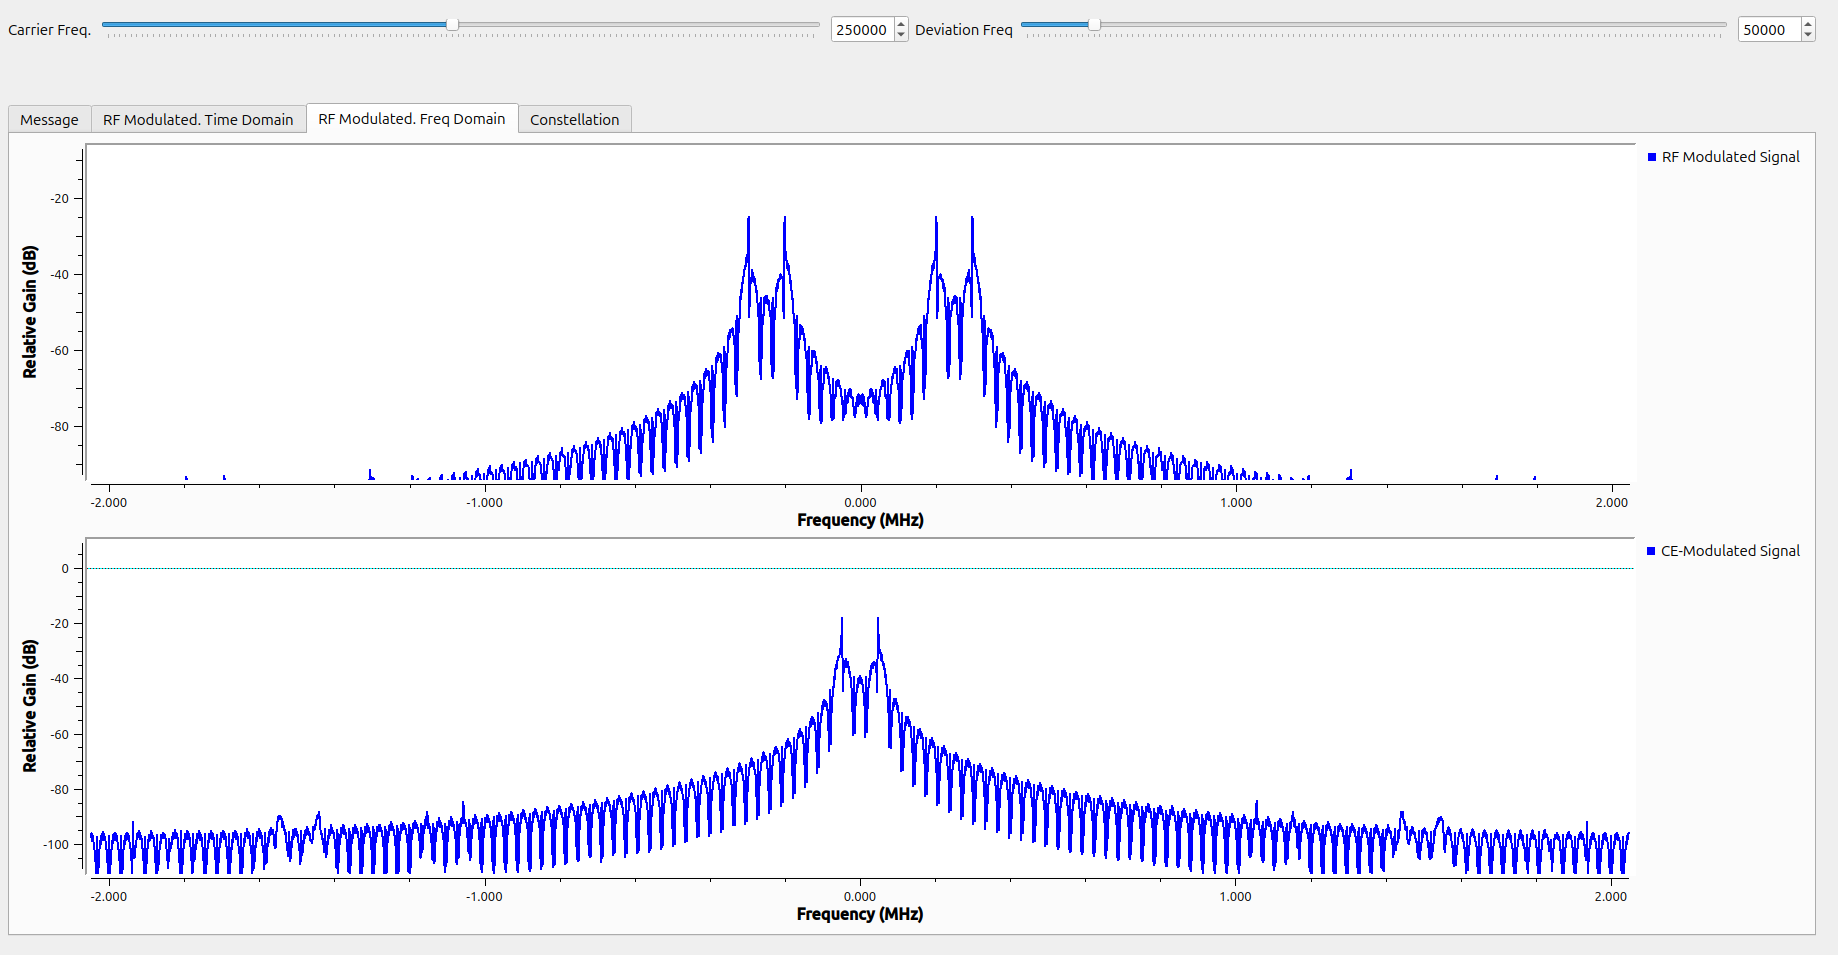 Carrier Freq. 250000 Deviation Freq 50000
Message RF Modulated. Time Domain RF Modulated. Freq Domain Constellation
RF Modulated Signal
Relative Gain (dB)
-20
-40
-60
-80
-2.000 -1.000 0.000 1.000 2.000
Frequency (MHz)
CE-Modulated Signal
Relative Gain (dB)
0
-20
-40
-60
-80
-100
-2.000 -1.000 0.000 1.000 2.000
Frequency (MHz)